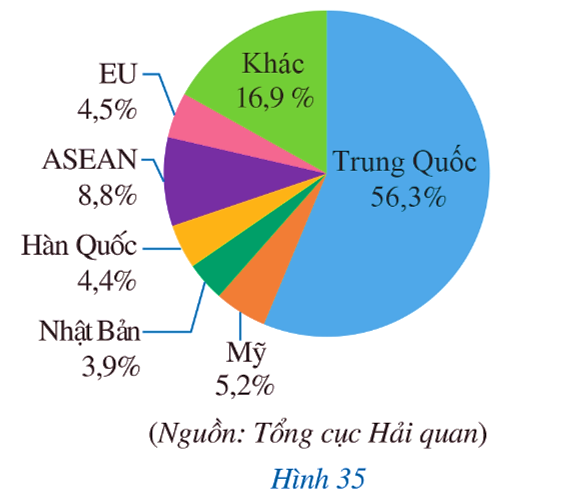 Khác
16,9 %
EU
4,5%
ASEAN
8,8%
Trung Quốc
56,3%
Hàn Quốc
4,4%
Nhật Bản
3,9%
Mỹ
5,2%
(Nguồn: Tổng cục Hải quan)
Hình 35